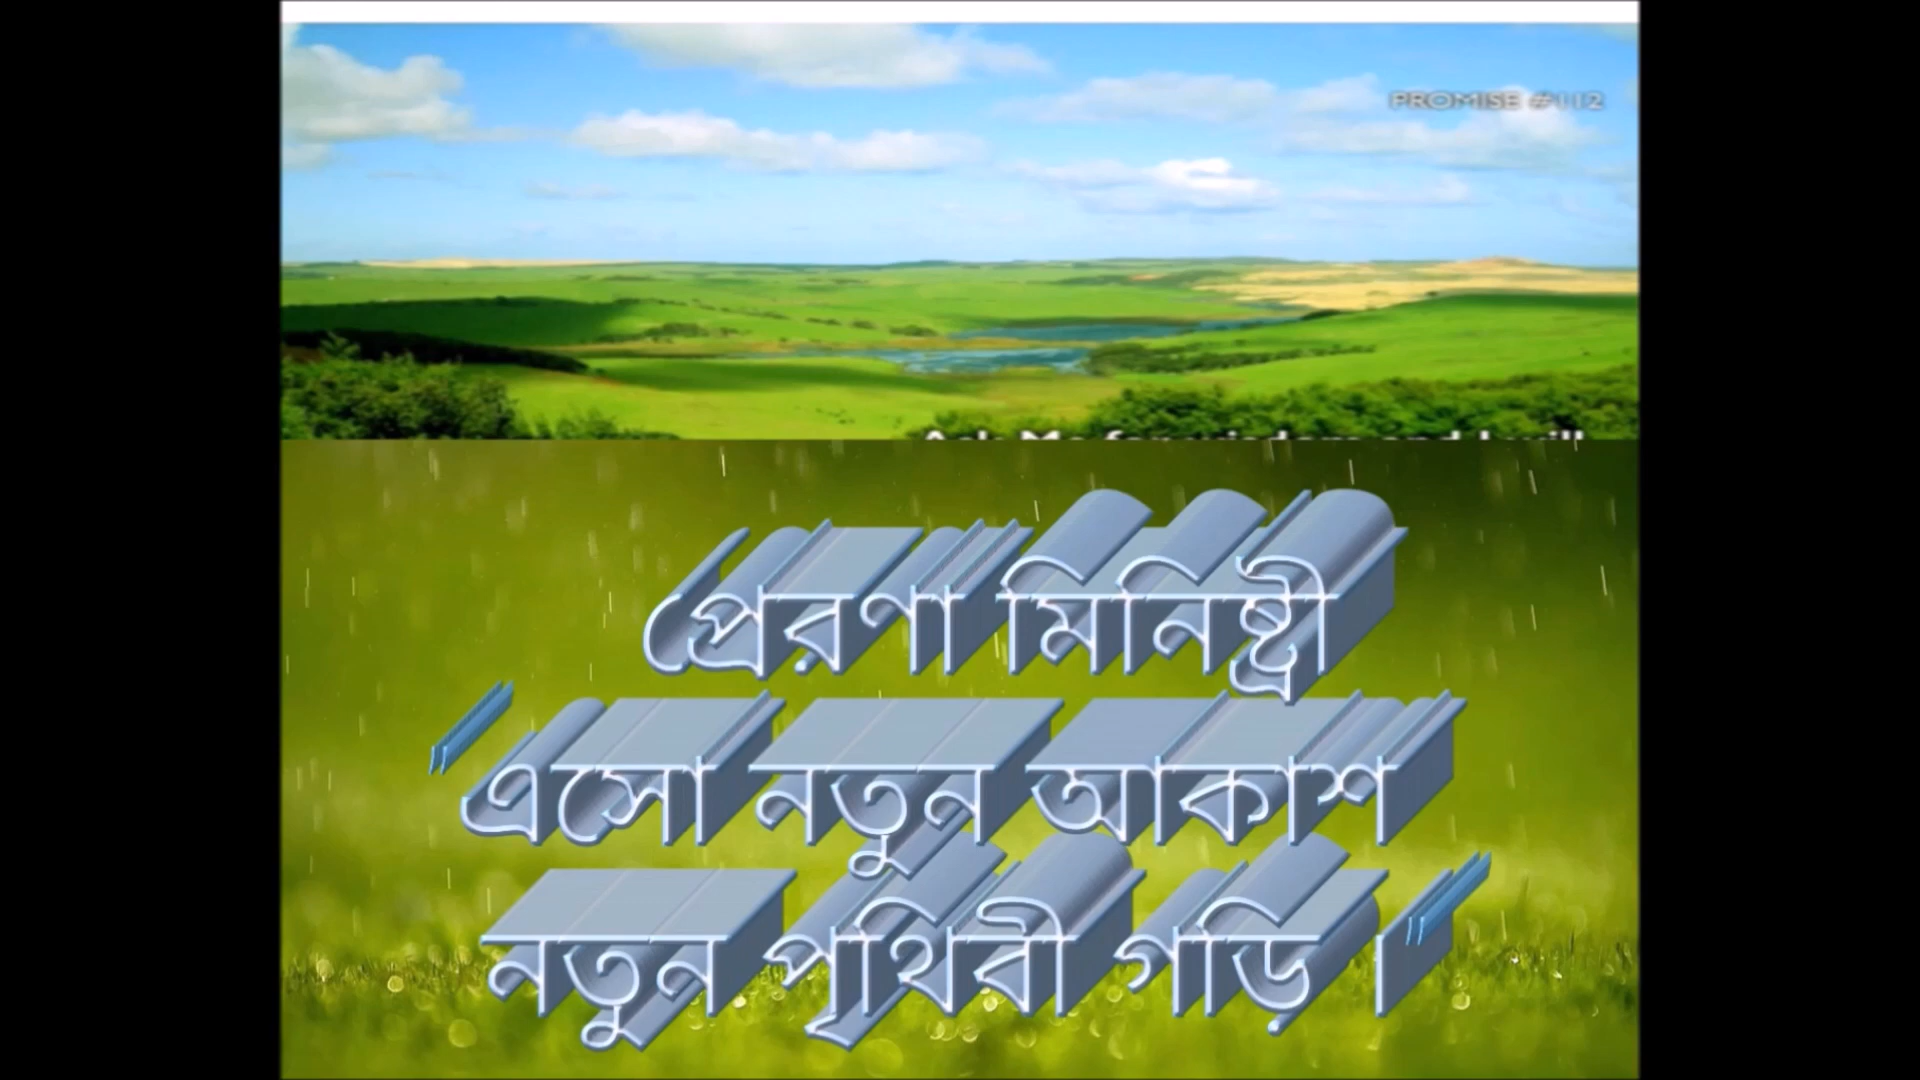 PROMISE #112
প্রেরণা মিনিষ্ট্রী
"এসো নতুন আকাশ
নতুন পৃথিবী গড়ি।"